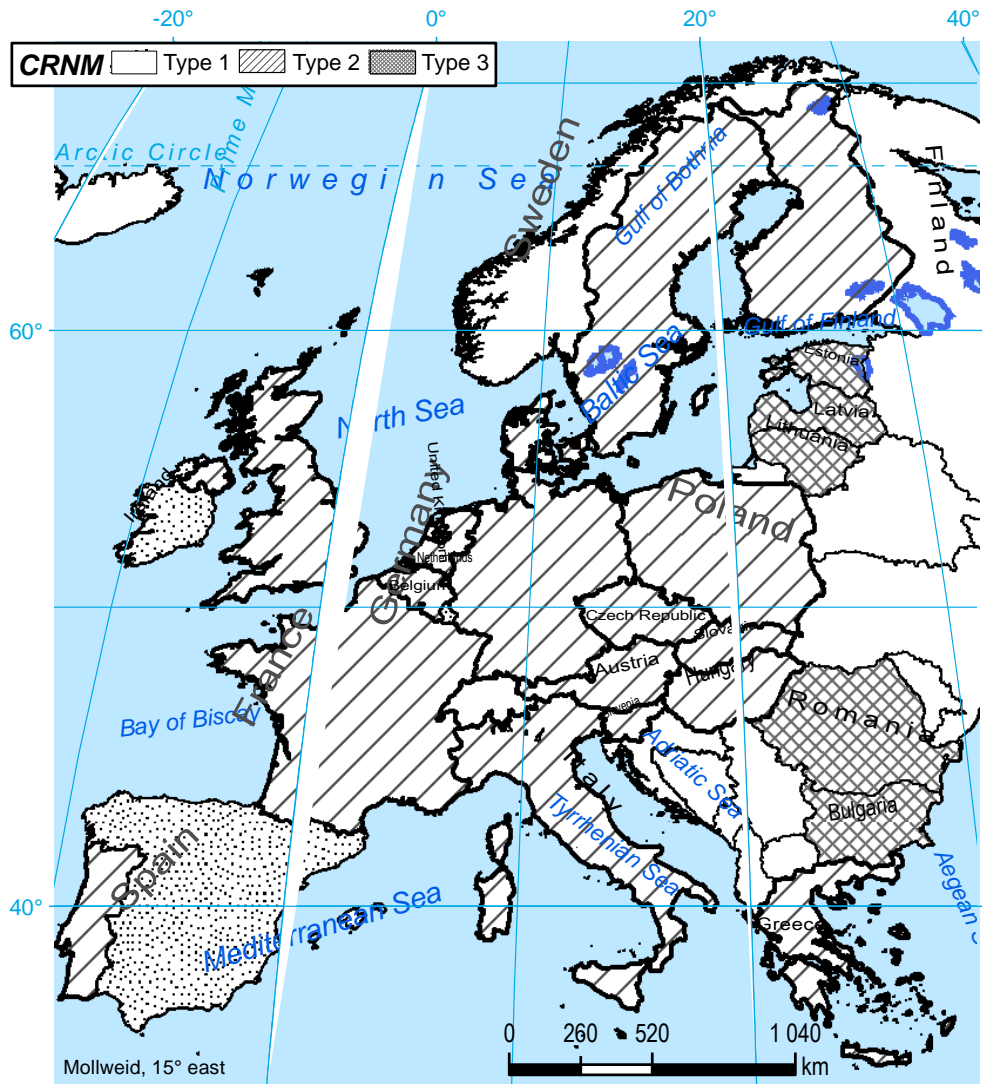 -20° 0° 20° 40°
CRNM Type 1 Type 2 Type 3
Arctic Circle
Norwegi n Se
Sweden
Gulf of Bothnia
Finland
60°
Gulf of Finland
Baltic Sea
Estonia
North Sea
Latvia
Lithuania
Ireland
Germany
Poland
Netherlands
Belgium
Czech Republic
France
Austria
Hungary
Bay of Biscay
Romania
Adriatic Sea
Italy
Tyrrhenian Sea
Bulgaria
Spain
Aegean
40°
Mediterranean Sea
Greece
0 260 520 1 040
km
Mollweid, 15° east